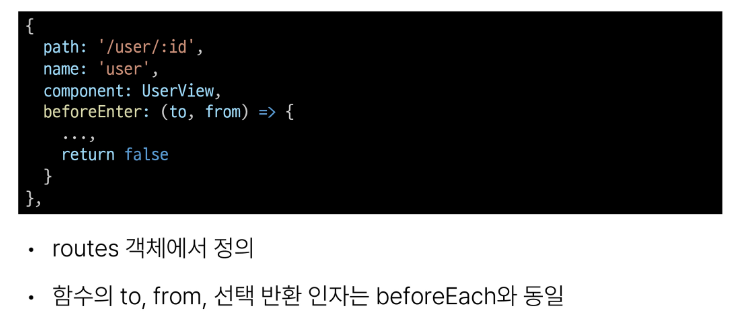 {
  path: '/user/:id',
  name: 'user',
  component: UserView,
  beforeEnter: (to, from) => {
    ...,
    return false
  }
},
• routes 객체에서 정의
• 함수의 to, from, 선택 반환 인자는 beforeEach와 동일